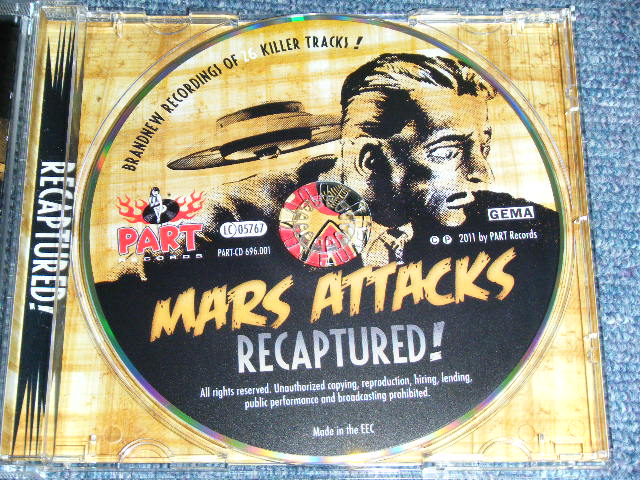 BRANDNEW RECORDINGS OF 26 KILLER TRACKS!
PART
RECORDS
LC 05767
PART-CD 696.001
GEMA
© ℗ 2011 by PART Records
MARS ATTACKS
RECAPTURED!
All rights reserved. Unauthorized copying, reproduction, hiring, lending,
public performance and broadcasting prohibited.
Made in the EEC
RECAPTURED!